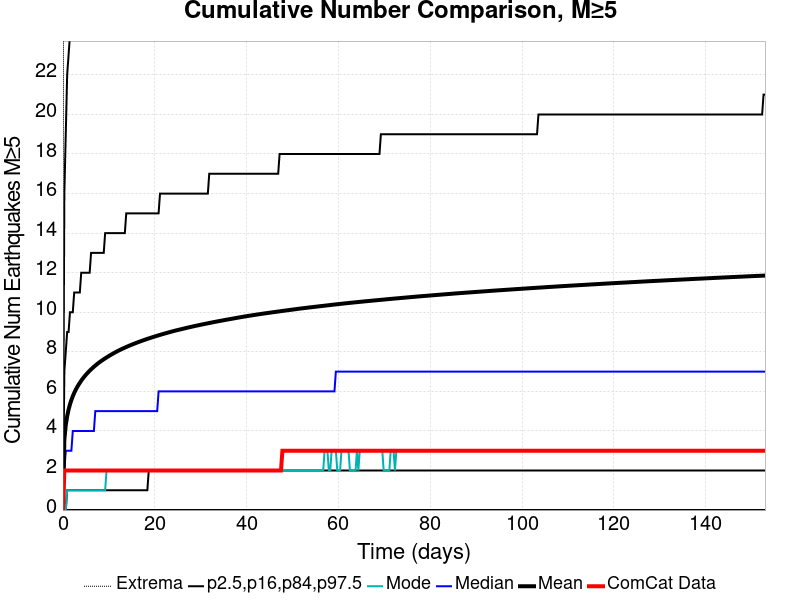 Cumulative Number Comparison, M≥5
Cumulative Num Earthquakes M≥5
22
20
18
16
14
12
10
8
6
4
2
0
0 20 40 60 80 100 120 140
Time (days)
Extrema p2.5,p16,p84,p97.5 Mode Median Mean ComCat Data